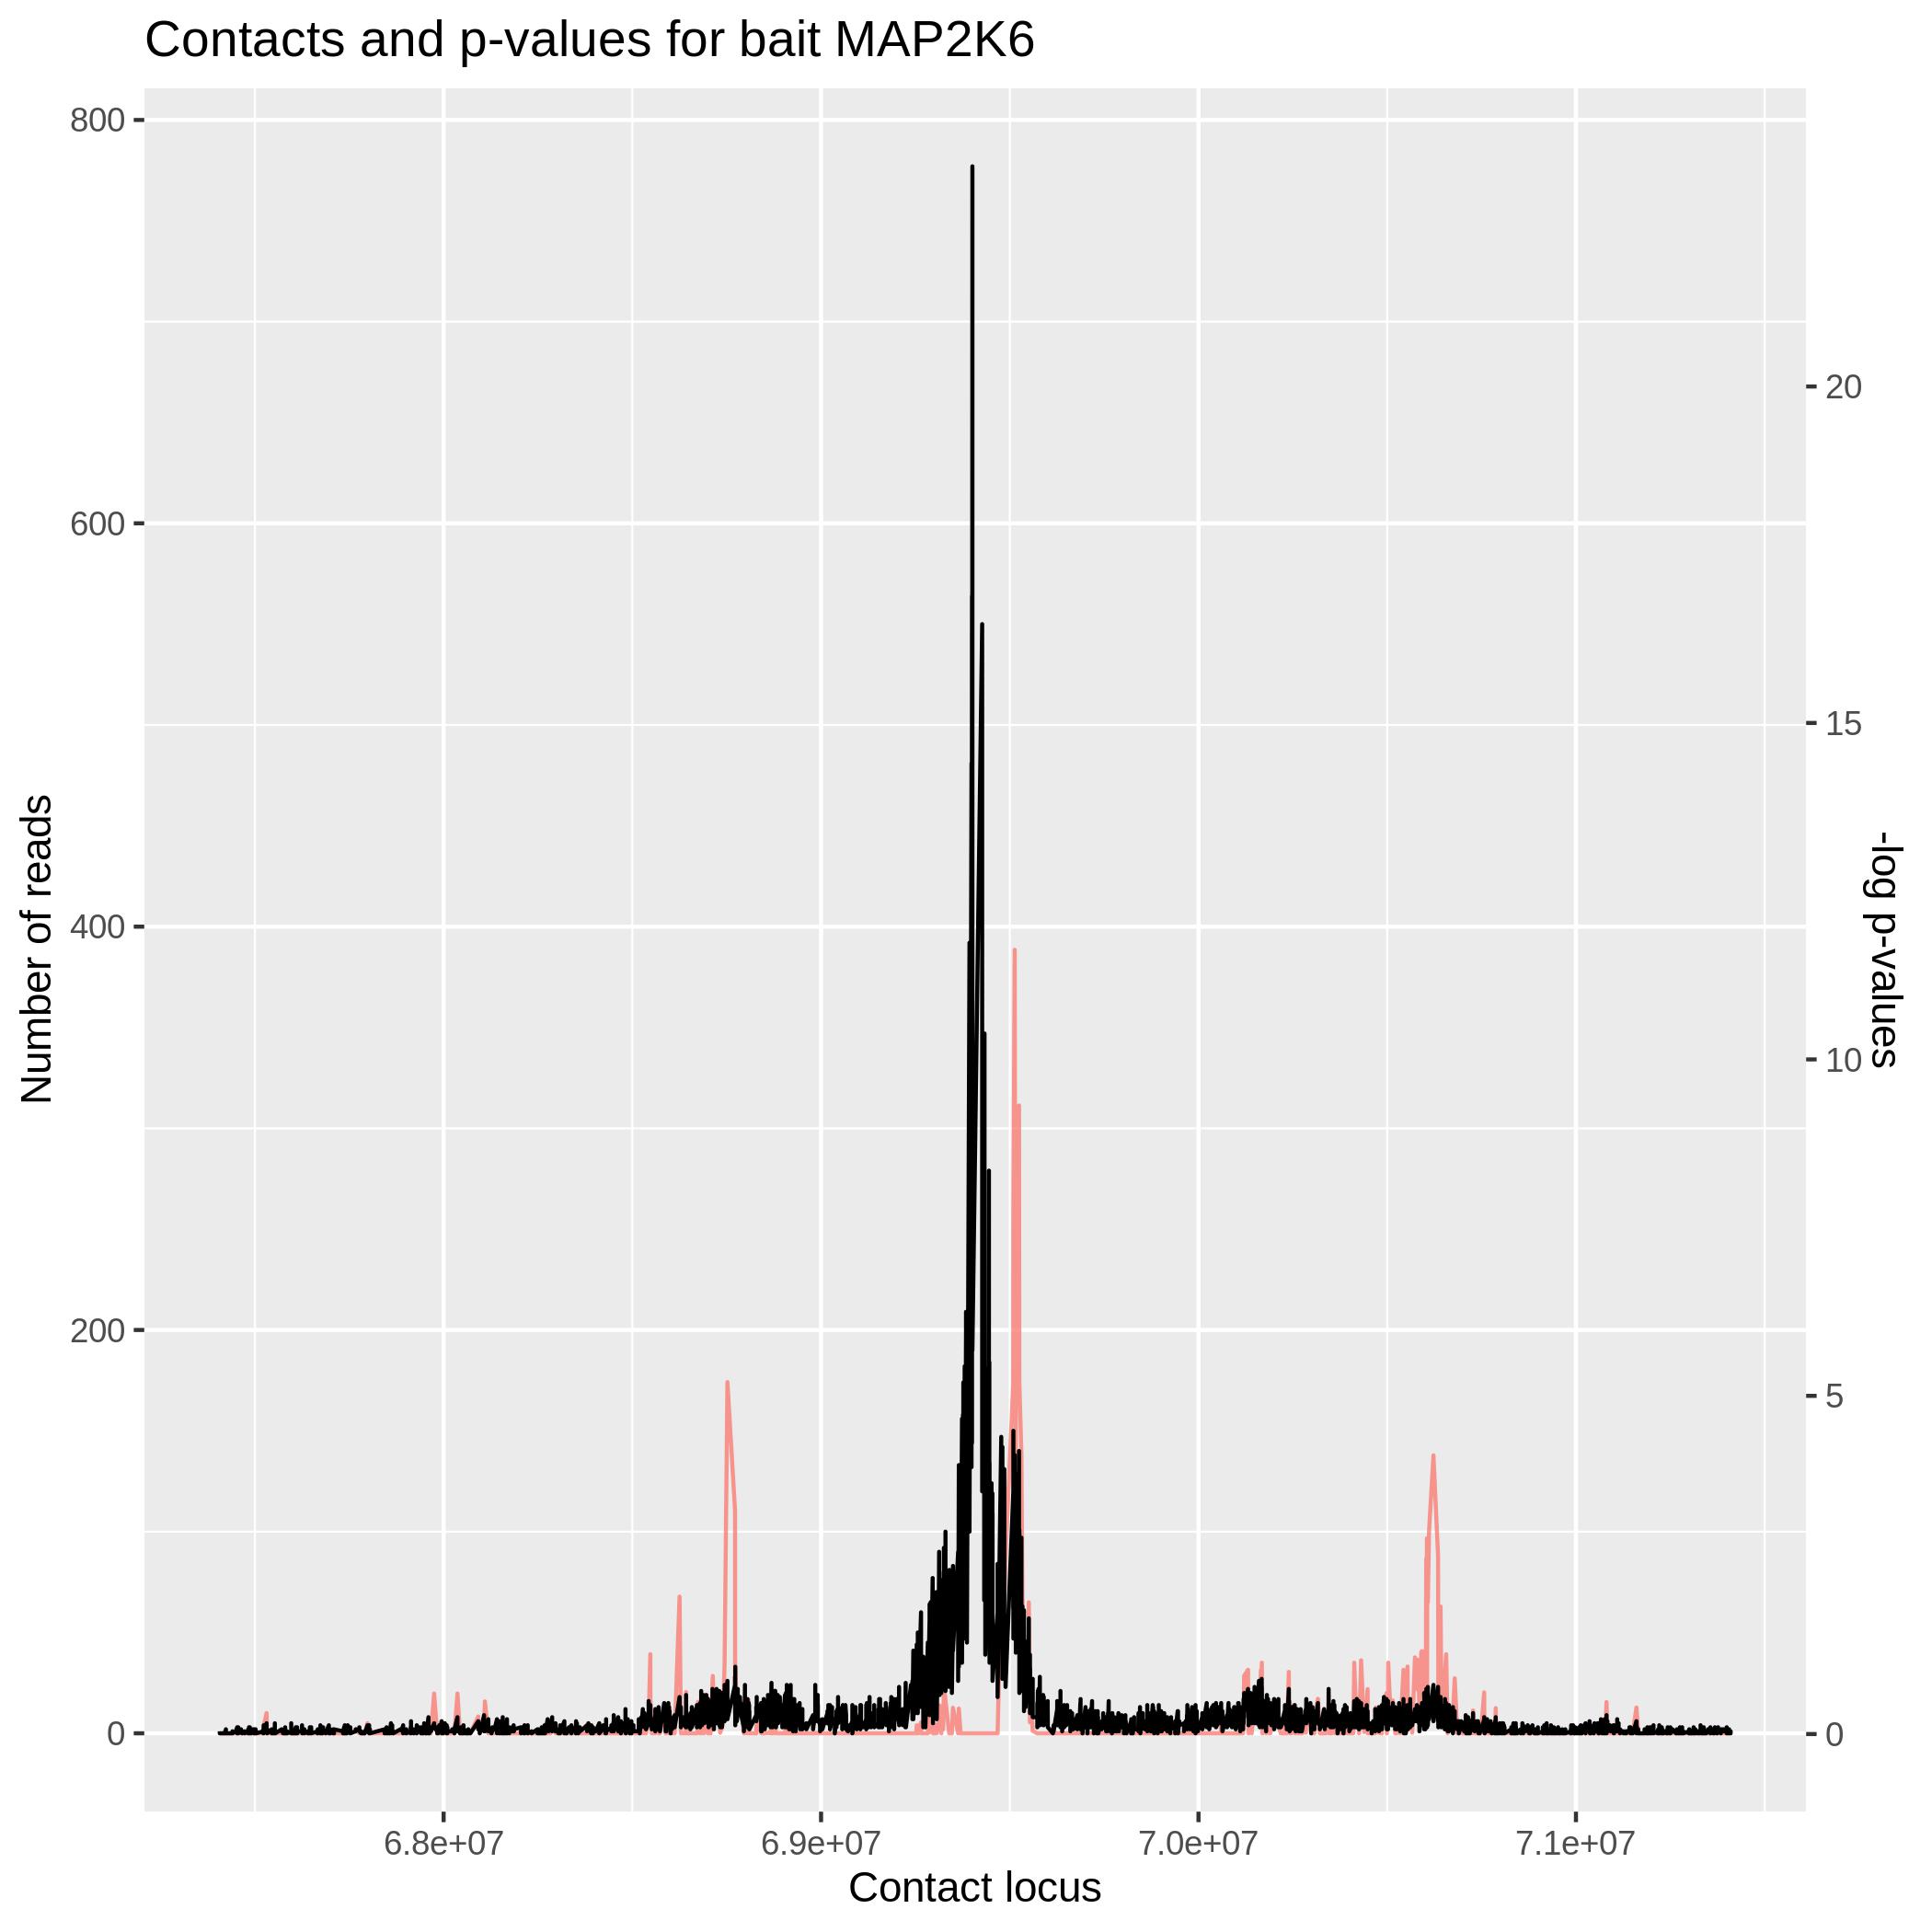 Contacts and p-values for bait MAP2K6
800
600
400
200
0
Number of reads
20
15
10
5
0
-log p-values
6.8e+07
6.9e+07
7.0e+07
7.1e+07
Contact locus